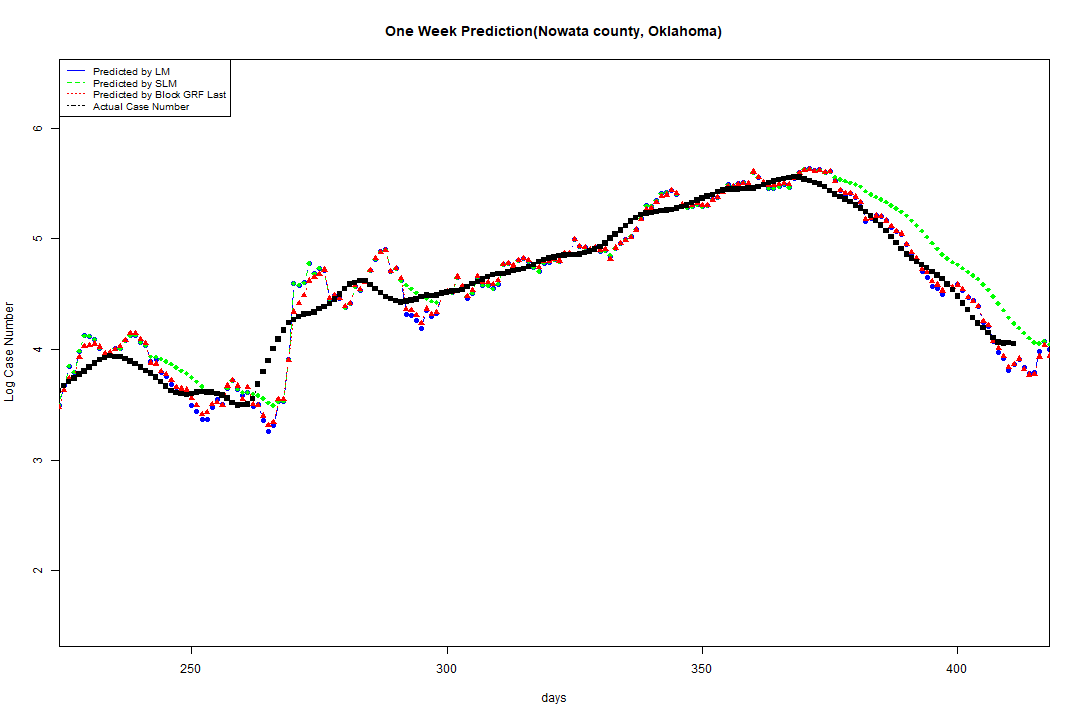 One Week Prediction(Nowata county, Oklahoma)
Predicted by LM
Predicted by SLM
Predicted by Block GRF Last
Actual Case Number
Log Case Number
6
5
4
3
2
250 300 350 400
days